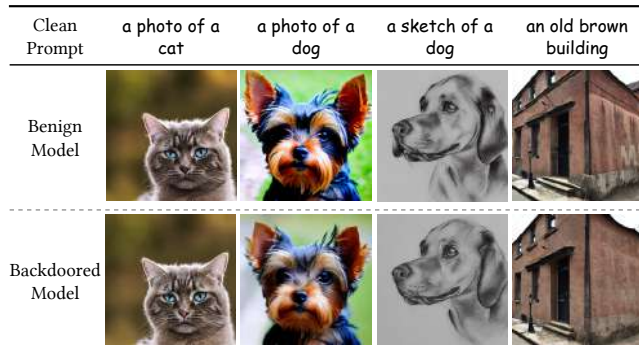 Clean Prompt
a photo of a cat
a photo of a dog
a sketch of a dog
an old brown building
Benign Model
Backdoored Model